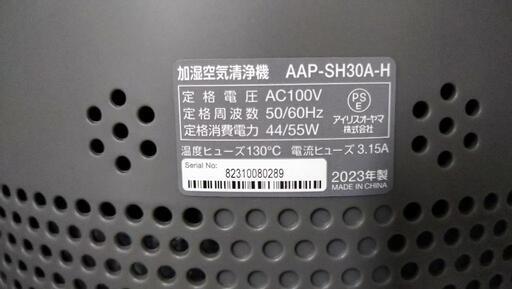 加湿空気清浄機 AAP-SH30A-H
定格電圧 AC100V
定格周波数 50/60Hz
定格消費電力 44/55W
PS
E
アイリスオーヤマ
株式会社
温度ヒューズ130℃ 電流ヒューズ 3.15A
Serial No:
82310080289
2023年製
MADE IN CHINA